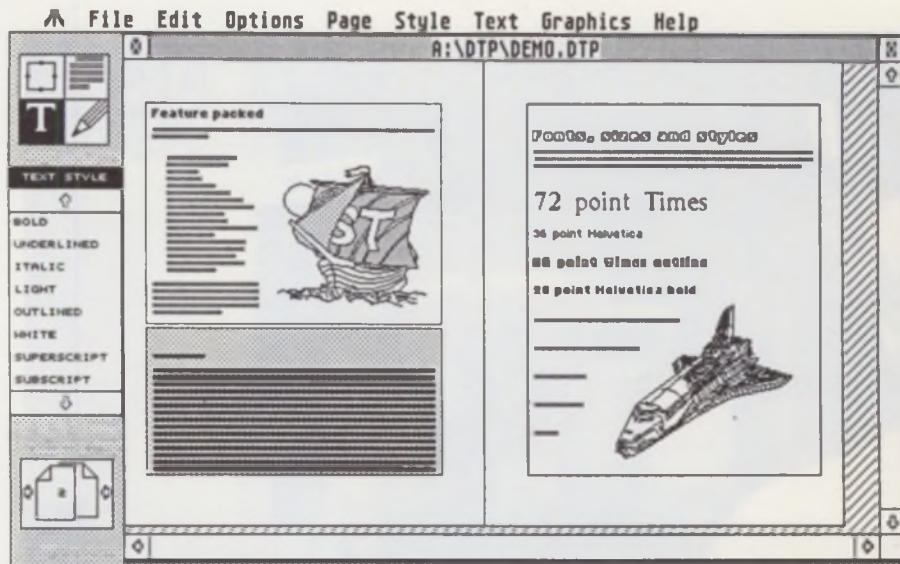 File Edit Options Page Style Text Graphics Help
A:\DTP\DEMO.DTP
T
TEXT STYLE
BOLD
UNDERLINED
ITALIC
LIGHT
OUTLINED
WHITE
SUPERSCRIPT
SUBSCRIPT
2
Feature packed
ST
Fonts, sizes and styles
72 point Times
36 point Helvetica
point Times outline
28 point Helvetica bold